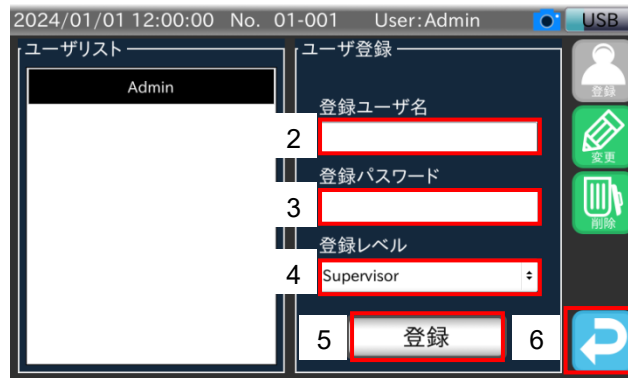 2024/01/01 12:00:00 No. 01-001 User:Admin USB
ユーザリスト
Admin
ユーザ登録
登録ユーザ名
2
登録パスワード
3
登録レベル
4 Supervisor
5 登録 6
登録
変更
削除